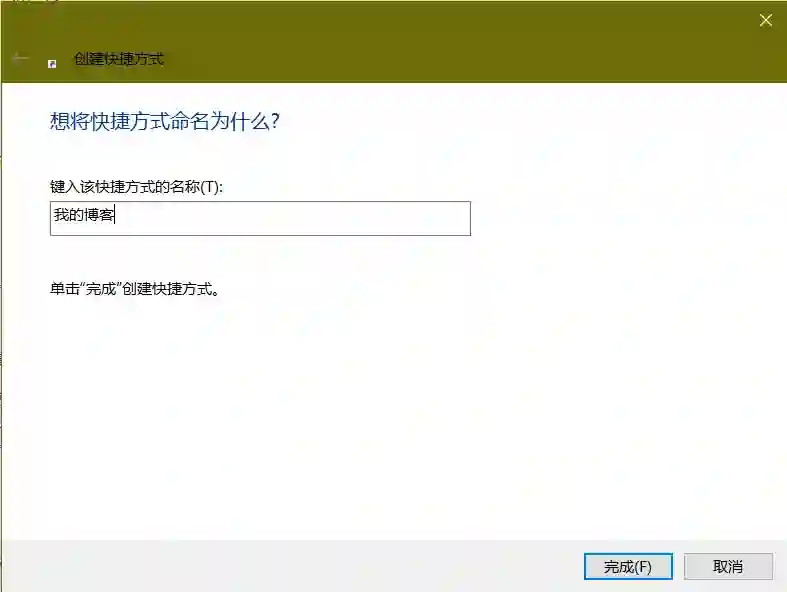 创建快捷方式
想将快捷方式命名为什么?
键入该快捷方式的名称(T):
我的博客
单击“完成”创建快捷方式。
完成(F)
取消